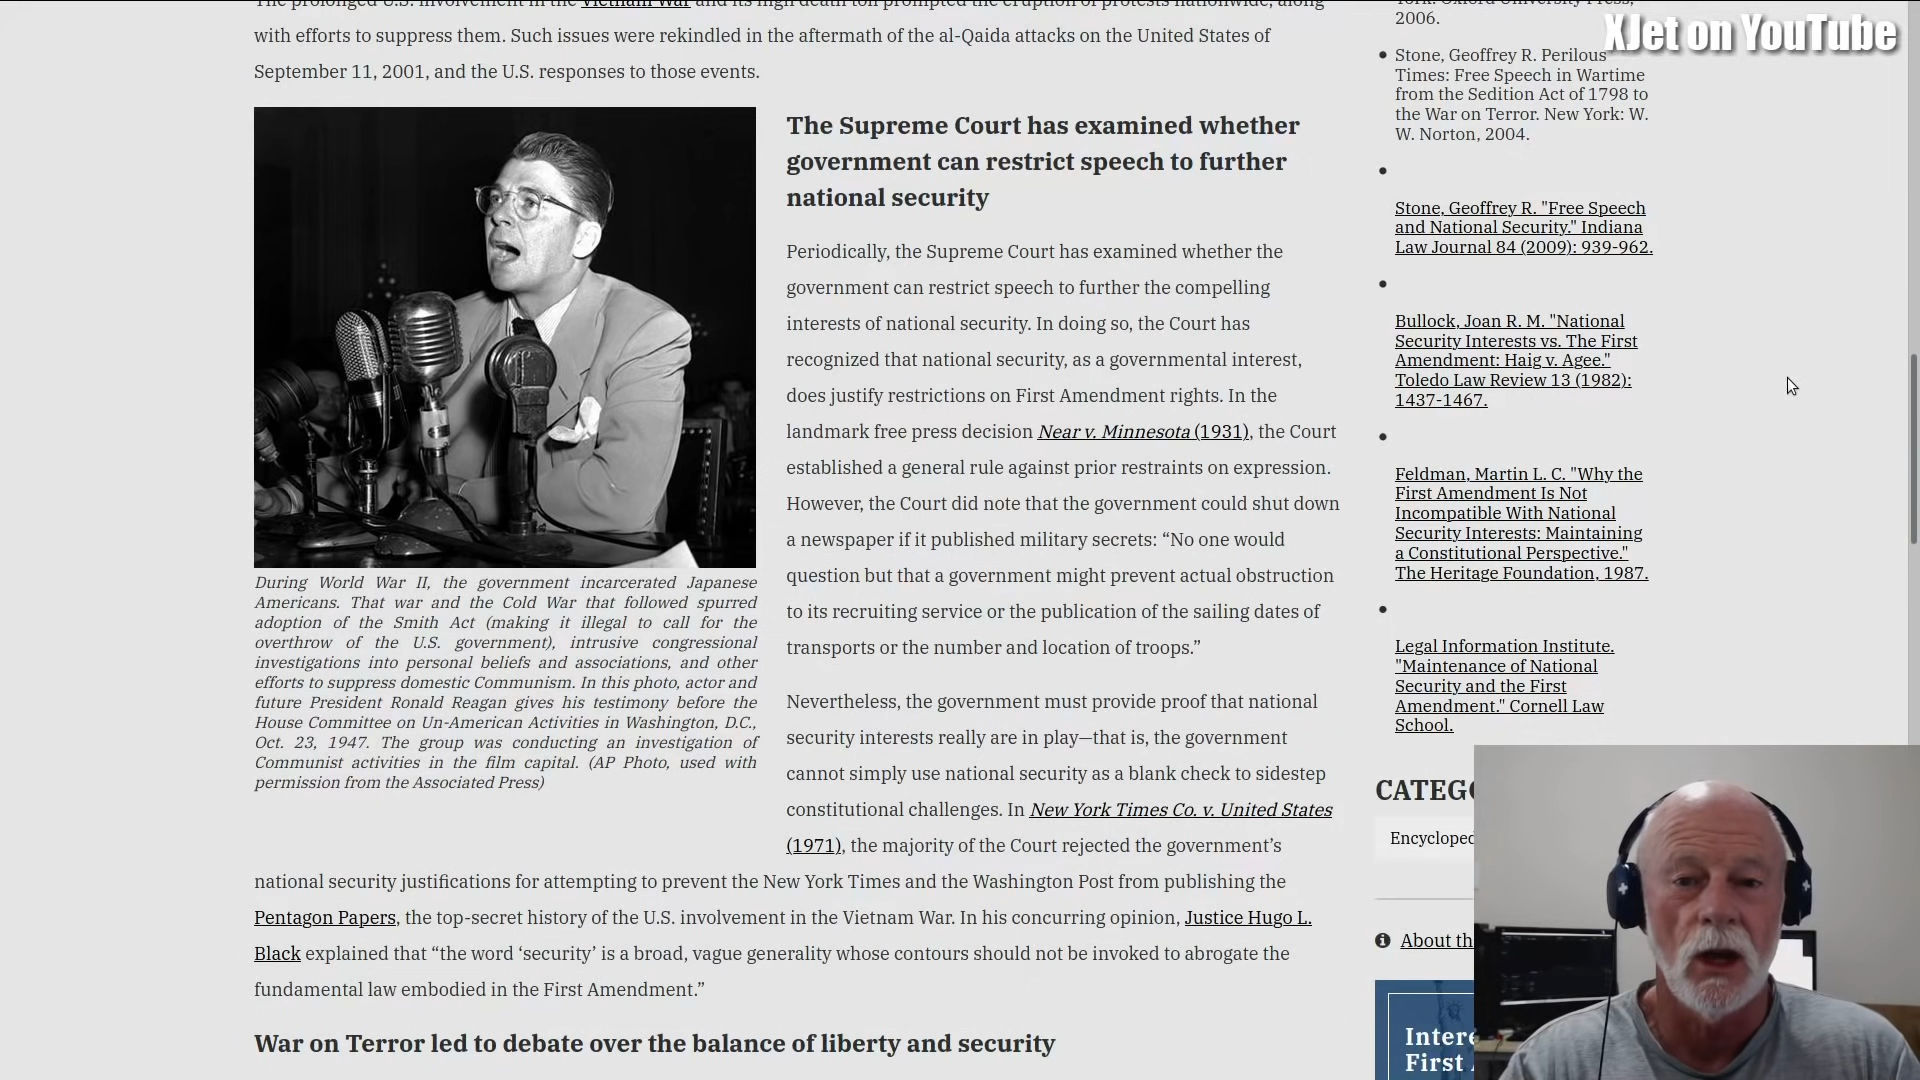 The prolonged U.S. involvement in the Vietnam War and its high death toll prompted the eruption of protests nationwide, along
with efforts to suppress them. Such issues were rekindled in the aftermath of the al-Qaida attacks on the United States of
September 11, 2001, and the U.S. responses to those events.
During World War II, the government incarcerated Japanese
Americans. That war and the Cold War that followed spurred
adoption of the Smith Act (making it illegal to call for the
overthrow of the U.S. government), intrusive congressional
investigations into personal beliefs and associations, and other
efforts to suppress domestic Communism. In this photo, actor and
future President Ronald Reagan gives his testimony before the
House Committee on Un-American Activities in Washington, D.C.,
Oct. 23, 1947. The group was conducting an investigation of
Communist activities in the film capital. (AP Photo, used with
permission from the Associated Press)
The Supreme Court has examined whether
government can restrict speech to further
national security
Periodically, the Supreme Court has examined whether the
government can restrict speech to further the compelling
interests of national security. In doing so, the Court has
recognized that national security, as a governmental interest,
does justify restrictions on First Amendment rights. In the
landmark free press decision Near v. Minnesota (1931), the Court
established a general rule against prior restraints on expression.
However, the Court did note that the government could shut down
a newspaper if it published military secrets: “No one would
question but that a government might prevent actual obstruction
to its recruiting service or the publication of the sailing dates of
transports or the number and location of troops.”
Nevertheless, the government must provide proof that national
security interests really are in play—that is, the government
cannot simply use national security as a blank check to sidestep
constitutional challenges. In New York Times Co. v. United States
(1971), the majority of the Court rejected the government’s
national security justifications for attempting to prevent the New York Times and the Washington Post from publishing the
Pentagon Papers, the top-secret history of the U.S. involvement in the Vietnam War. In his concurring opinion, Justice Hugo L.
Black explained that “the word ‘security’ is a broad, vague generality whose contours should not be invoked to abrogate the
fundamental law embodied in the First Amendment.”
War on Terror led to debate over the balance of liberty and security
York: Oxford University Press,
2006.
XJet on YouTube
Stone, Geoffrey R. Perilous
Times: Free Speech in Wartime
from the Sedition Act of 1798 to
the War on Terror. New York: W.
W. Norton, 2004.
Stone, Geoffrey R. "Free Speech
and National Security." Indiana
Law Journal 84 (2009): 939-962.
Bullock, Joan R. M. "National
Security Interests vs. The First
Amendment: Haig v. Agee."
Toledo Law Review 13 (1982):
1437-1467.
Feldman, Martin L. C. "Why the
First Amendment Is Not
Incompatible With National
Security Interests: Maintaining
a Constitutional Perspective."
The Heritage Foundation, 1987.
Legal Information Institute.
"Maintenance of National
Security and the First
Amendment." Cornell Law
School.
CATEG
Encycloped
About th
Intere
First